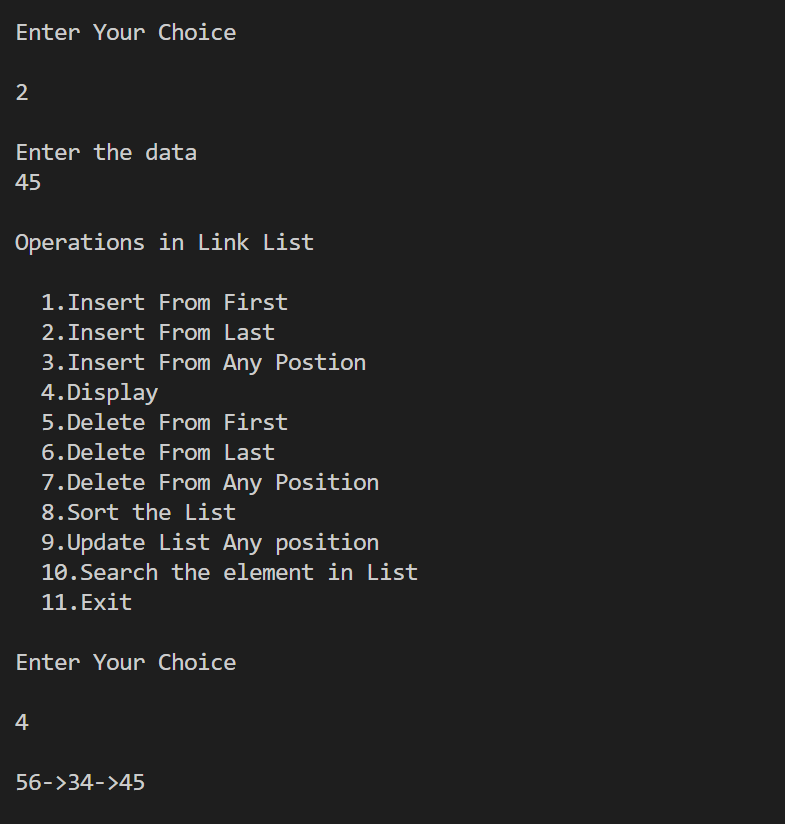 Enter Your Choice
2
Enter the data
45
Operations in Link List
1.Insert From First
2.Insert From Last
3.Insert From Any Postion
4.Display
5.Delete From First
6.Delete From Last
7.Delete From Any Position
8.Sort the List
9.Update List Any position
10.Search the element in List
11.Exit
Enter Your Choice
4
56->34->45